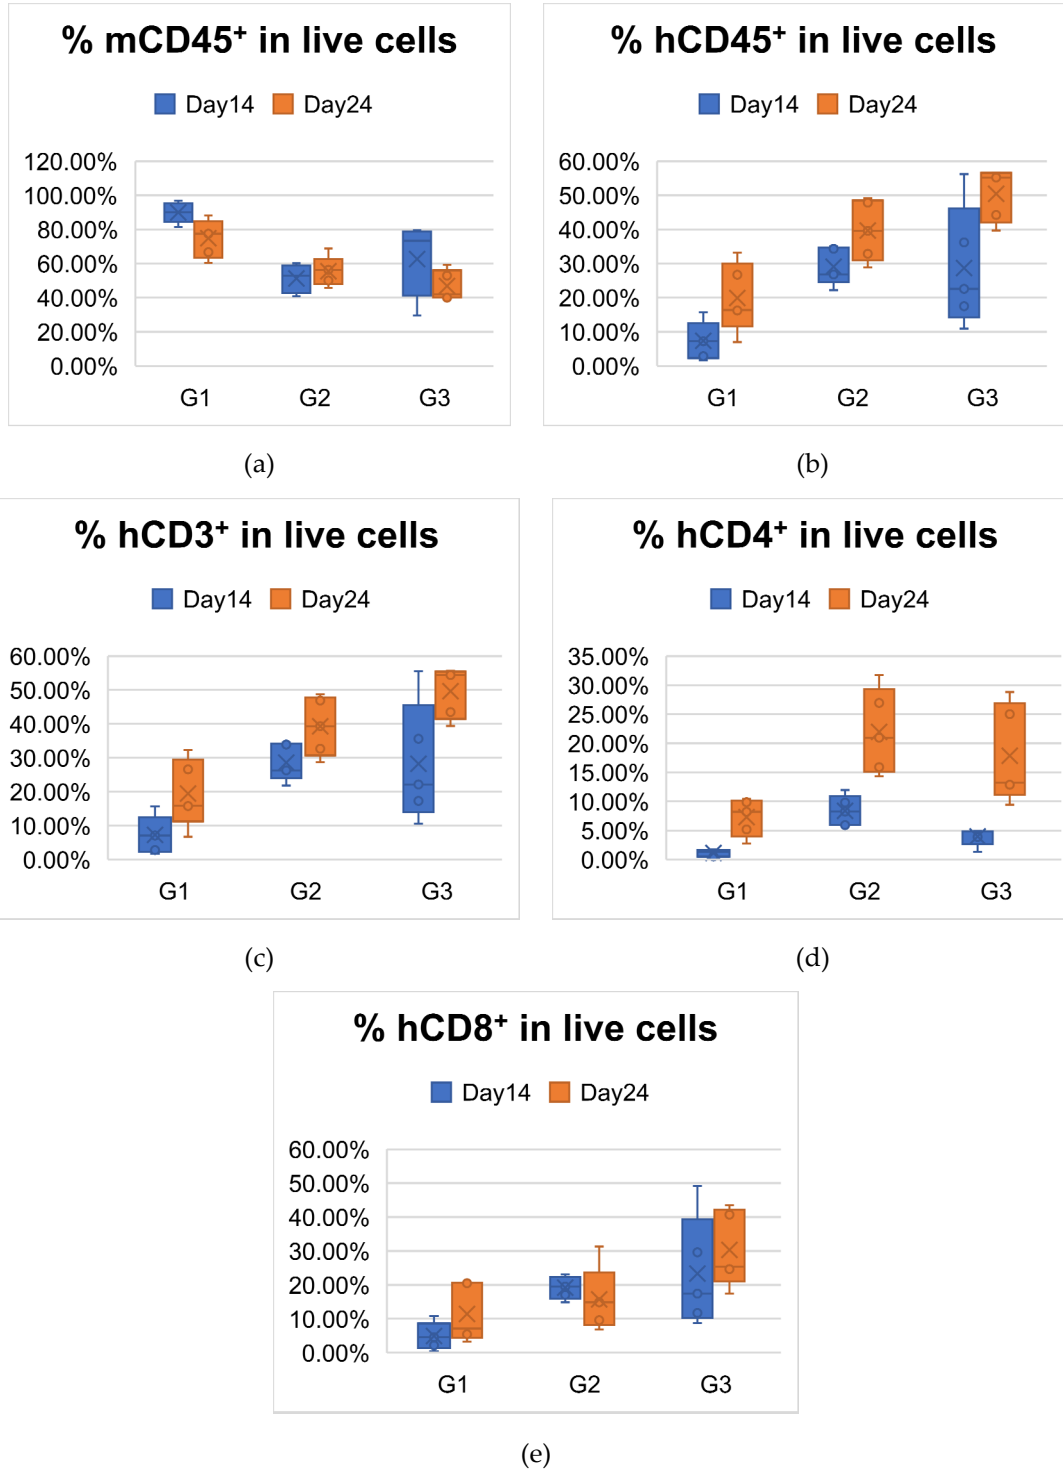 % mCD45⁺ in live cells
Day14 Day24
120.00%
100.00%
80.00%
60.00%
40.00%
20.00%
0.00%
G1 G2 G3
(a)
% hCD45⁺ in live cells
Day14 Day24
60.00%
50.00%
40.00%
30.00%
20.00%
10.00%
0.00%
G1 G2 G3
(b)
% hCD3⁺ in live cells
Day14 Day24
60.00%
50.00%
40.00%
30.00%
20.00%
10.00%
0.00%
G1 G2 G3
(c)
% hCD4⁺ in live cells
Day14 Day24
35.00%
30.00%
25.00%
20.00%
15.00%
10.00%
5.00%
0.00%
G1 G2 G3
(d)
% hCD8⁺ in live cells
Day14 Day24
60.00%
50.00%
40.00%
30.00%
20.00%
10.00%
0.00%
G1 G2 G3
(e)